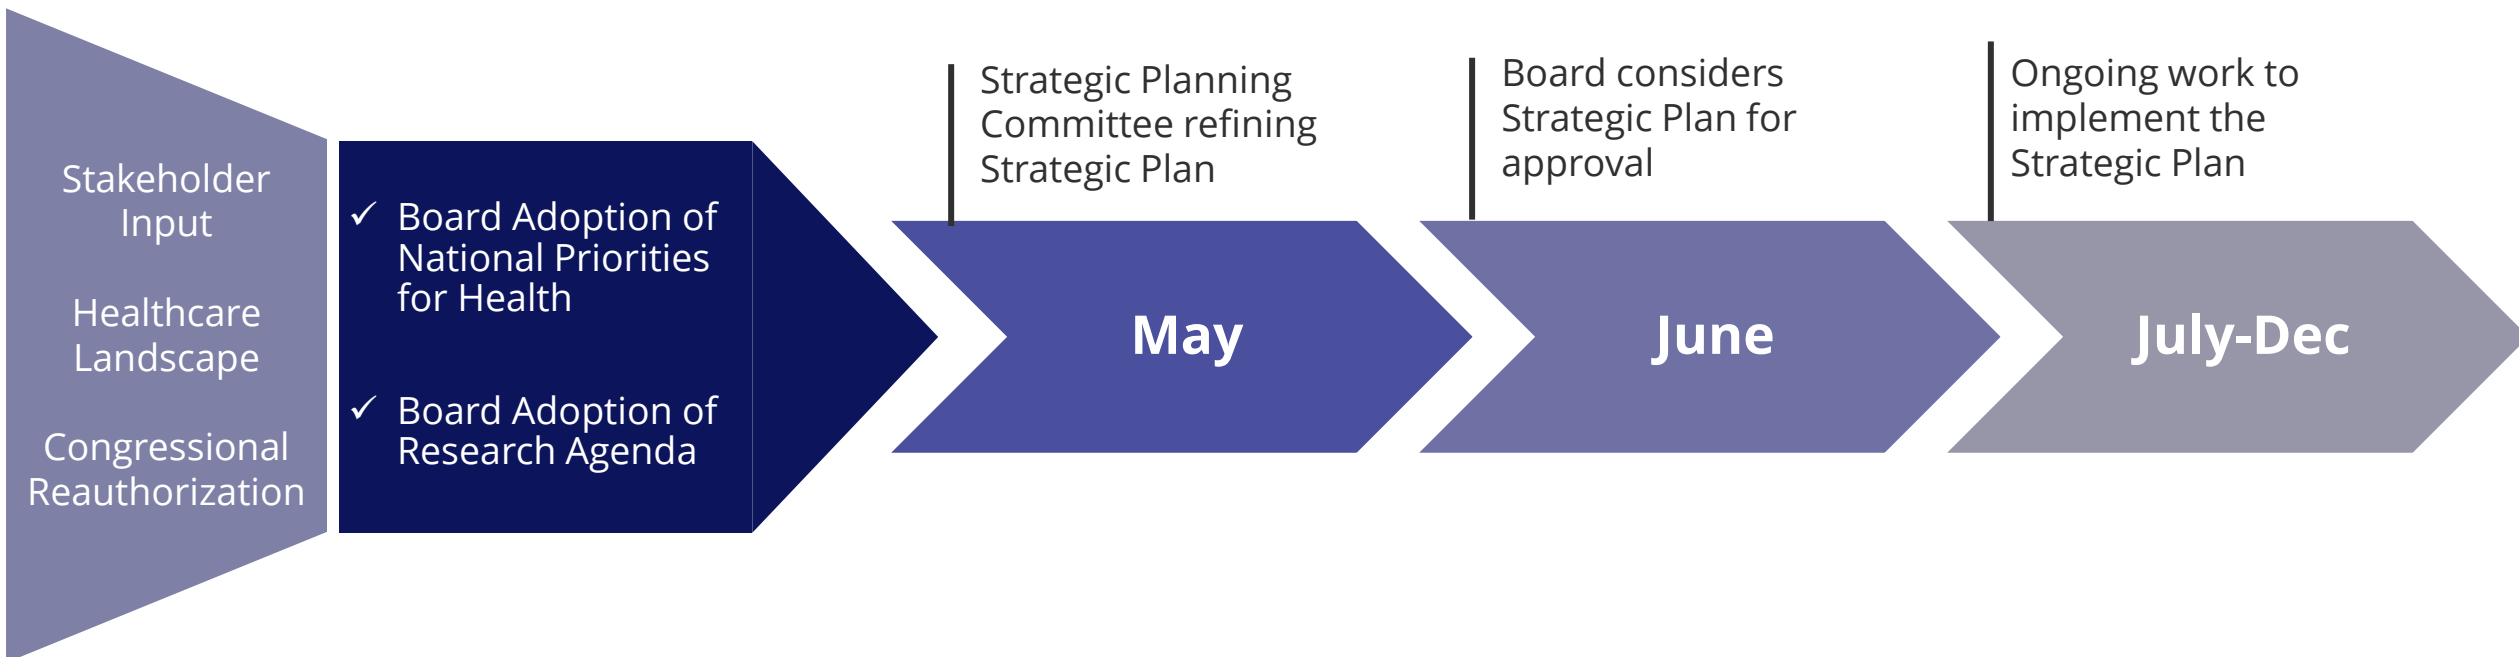 Stakeholder
Input
Healthcare
Landscape
Congressional
Reauthorization
✓ Board Adoption of
National Priorities
for Health
✓ Board Adoption of
Research Agenda
Strategic Planning
Committee refining
Strategic Plan
May
Board considers
Strategic Plan for
approval
June
Ongoing work to
implement the
Strategic Plan
July-Dec